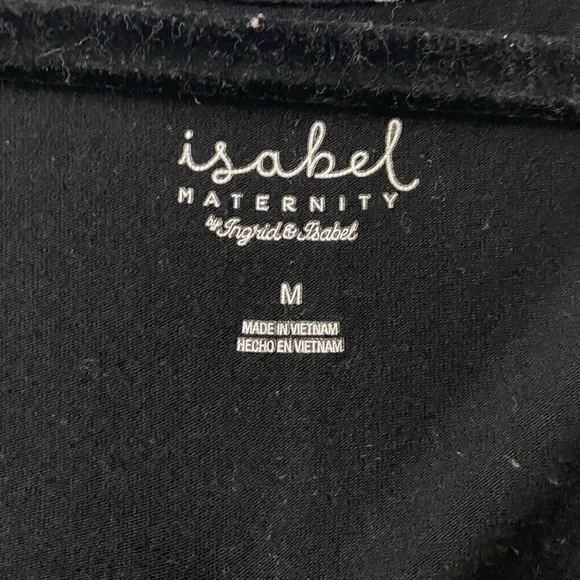 isabel
MATERNITY
by Ingrid & Isabel
M
MADE IN VIETNAM
HECHO EN VIETNAM